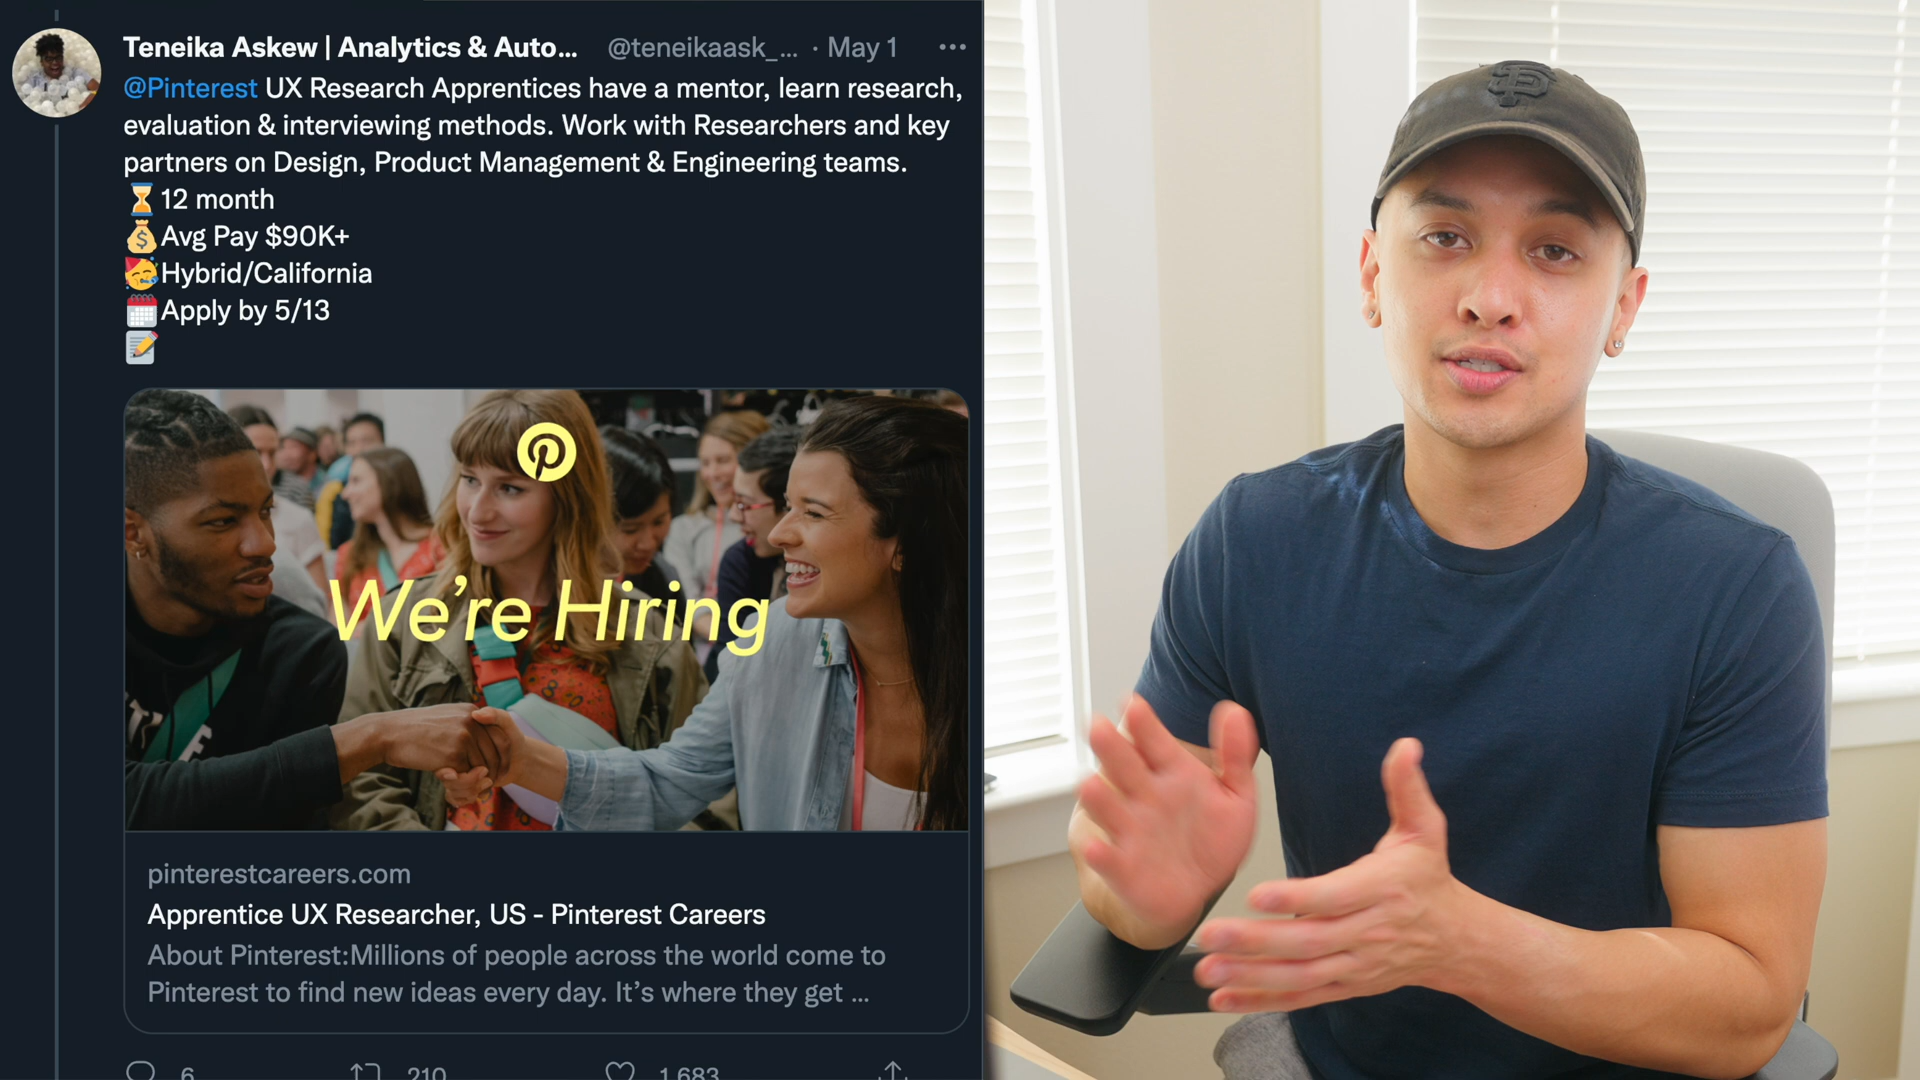 Teneika Askew | Analytics & Auto... @teneikaask_... · May 1 ···
@Pinterest UX Research Apprentices have a mentor, learn research,
evaluation & interviewing methods. Work with Researchers and key
partners on Design, Product Management & Engineering teams.
⏳12 month
💰Avg Pay $90K+
🥳Hybrid/California
🗓Apply by 5/13
📝
We're Hiring
pinterestcareers.com
Apprentice UX Researcher, US - Pinterest Careers
About Pinterest:Millions of people across the world come to
Pinterest to find new ideas every day. It's where they get ...
6 210 1,683